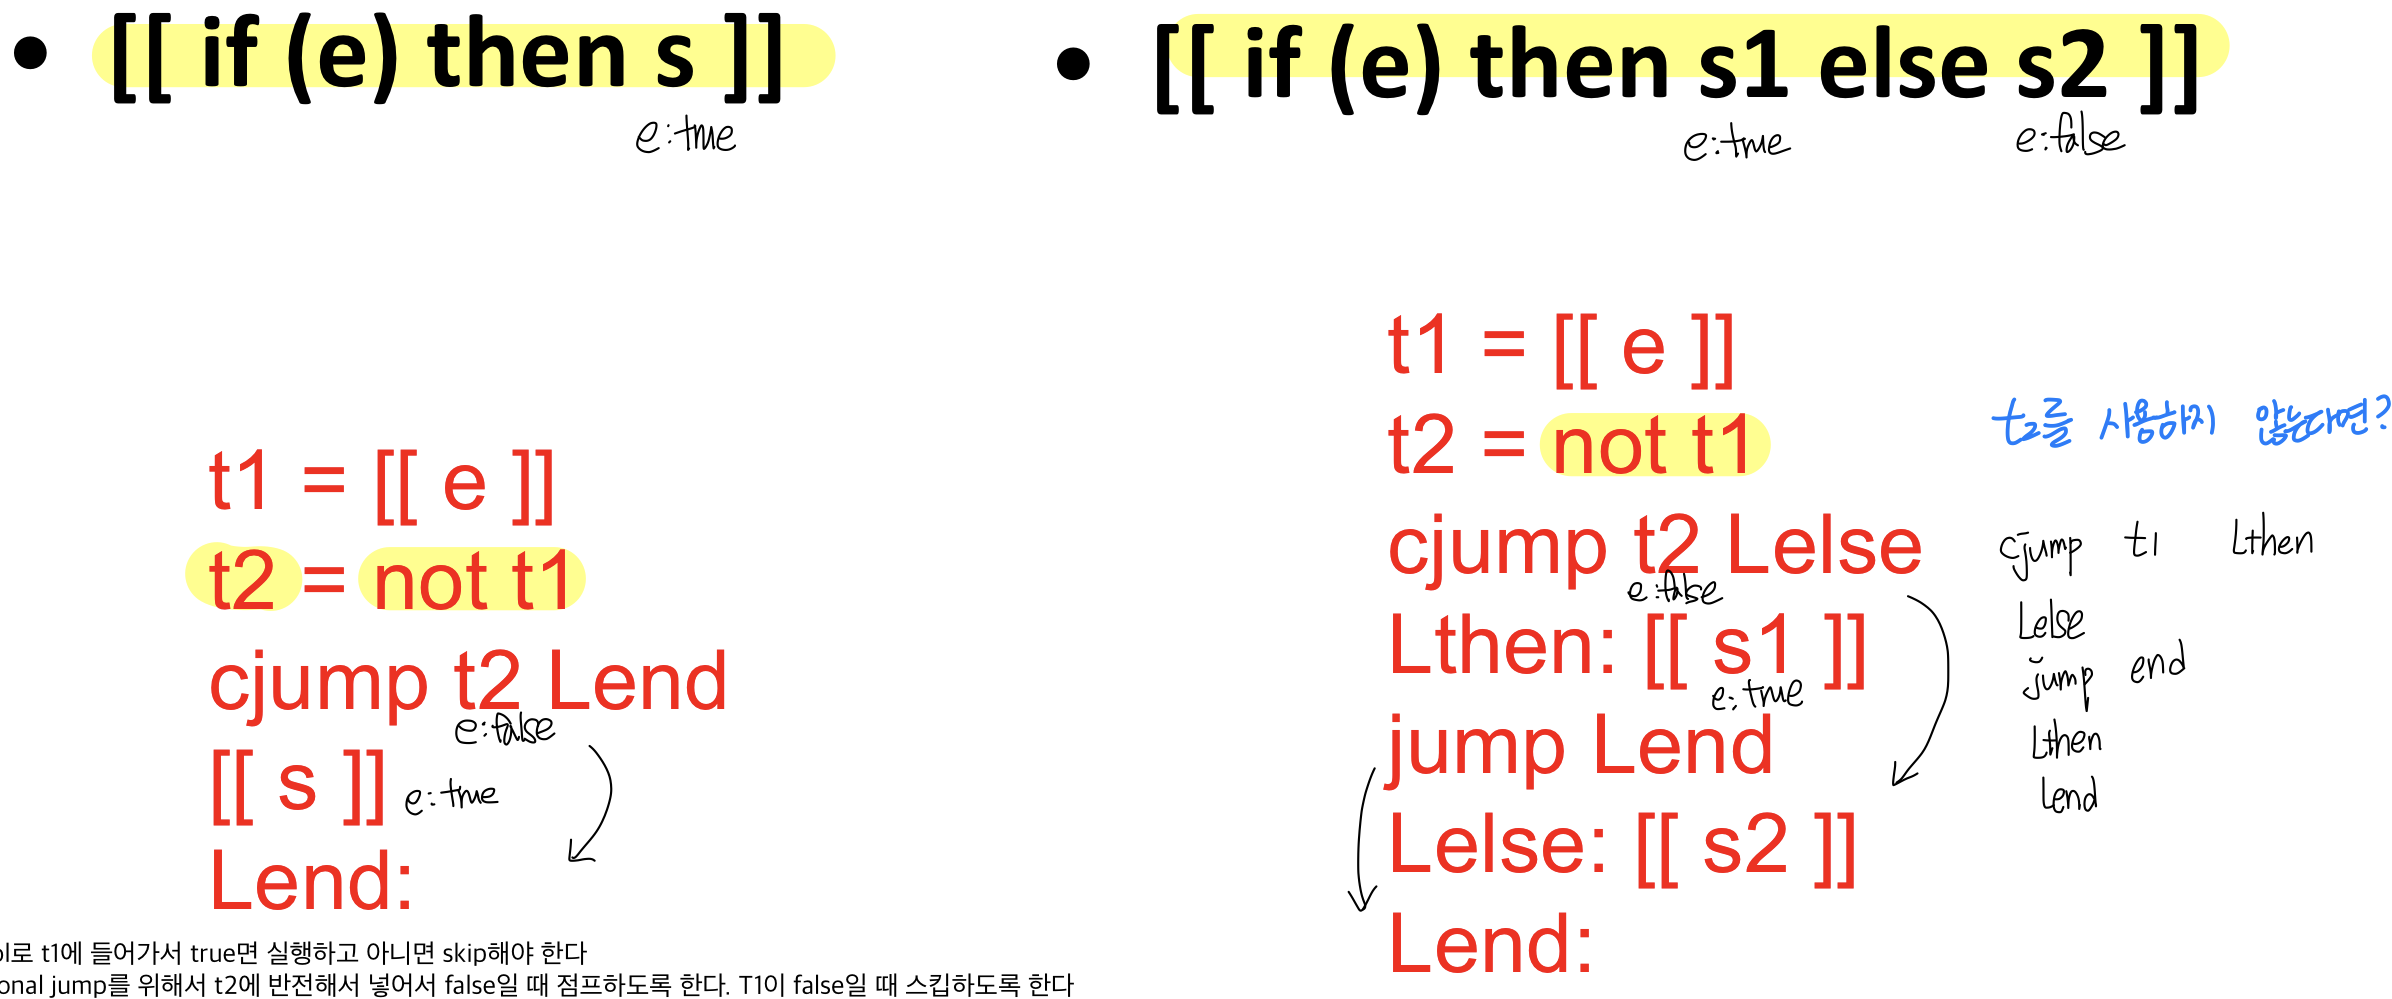 • [[ if (e) then s ]]
e:true
t1 = [[ e ]]
t2 = not t1
cjump t2 Lend
e:false
[[ s ]] e:true
Lend:
로 t1에 들어가서 true면 실행하고 아니면 skip해야 한다
onal jump를 위해서 t2에 반전해서 넣어서 false일 때 점프하도록 한다. T1이 false일 때 스킵하도록 한다
• [[ if (e) then s1 else s2 ]]
e:true e:false
t1 = [[ e ]]
t2 = not t1
cjump t2 Lelse
e:false
Lthen: [[ s1 ]]
e:true
jump Lend
Lelse: [[ s2 ]]
Lend:
t2를 사용하지 않는다면?
cjump t1 Lthen
Lelse
jump end
Lthen
Lend